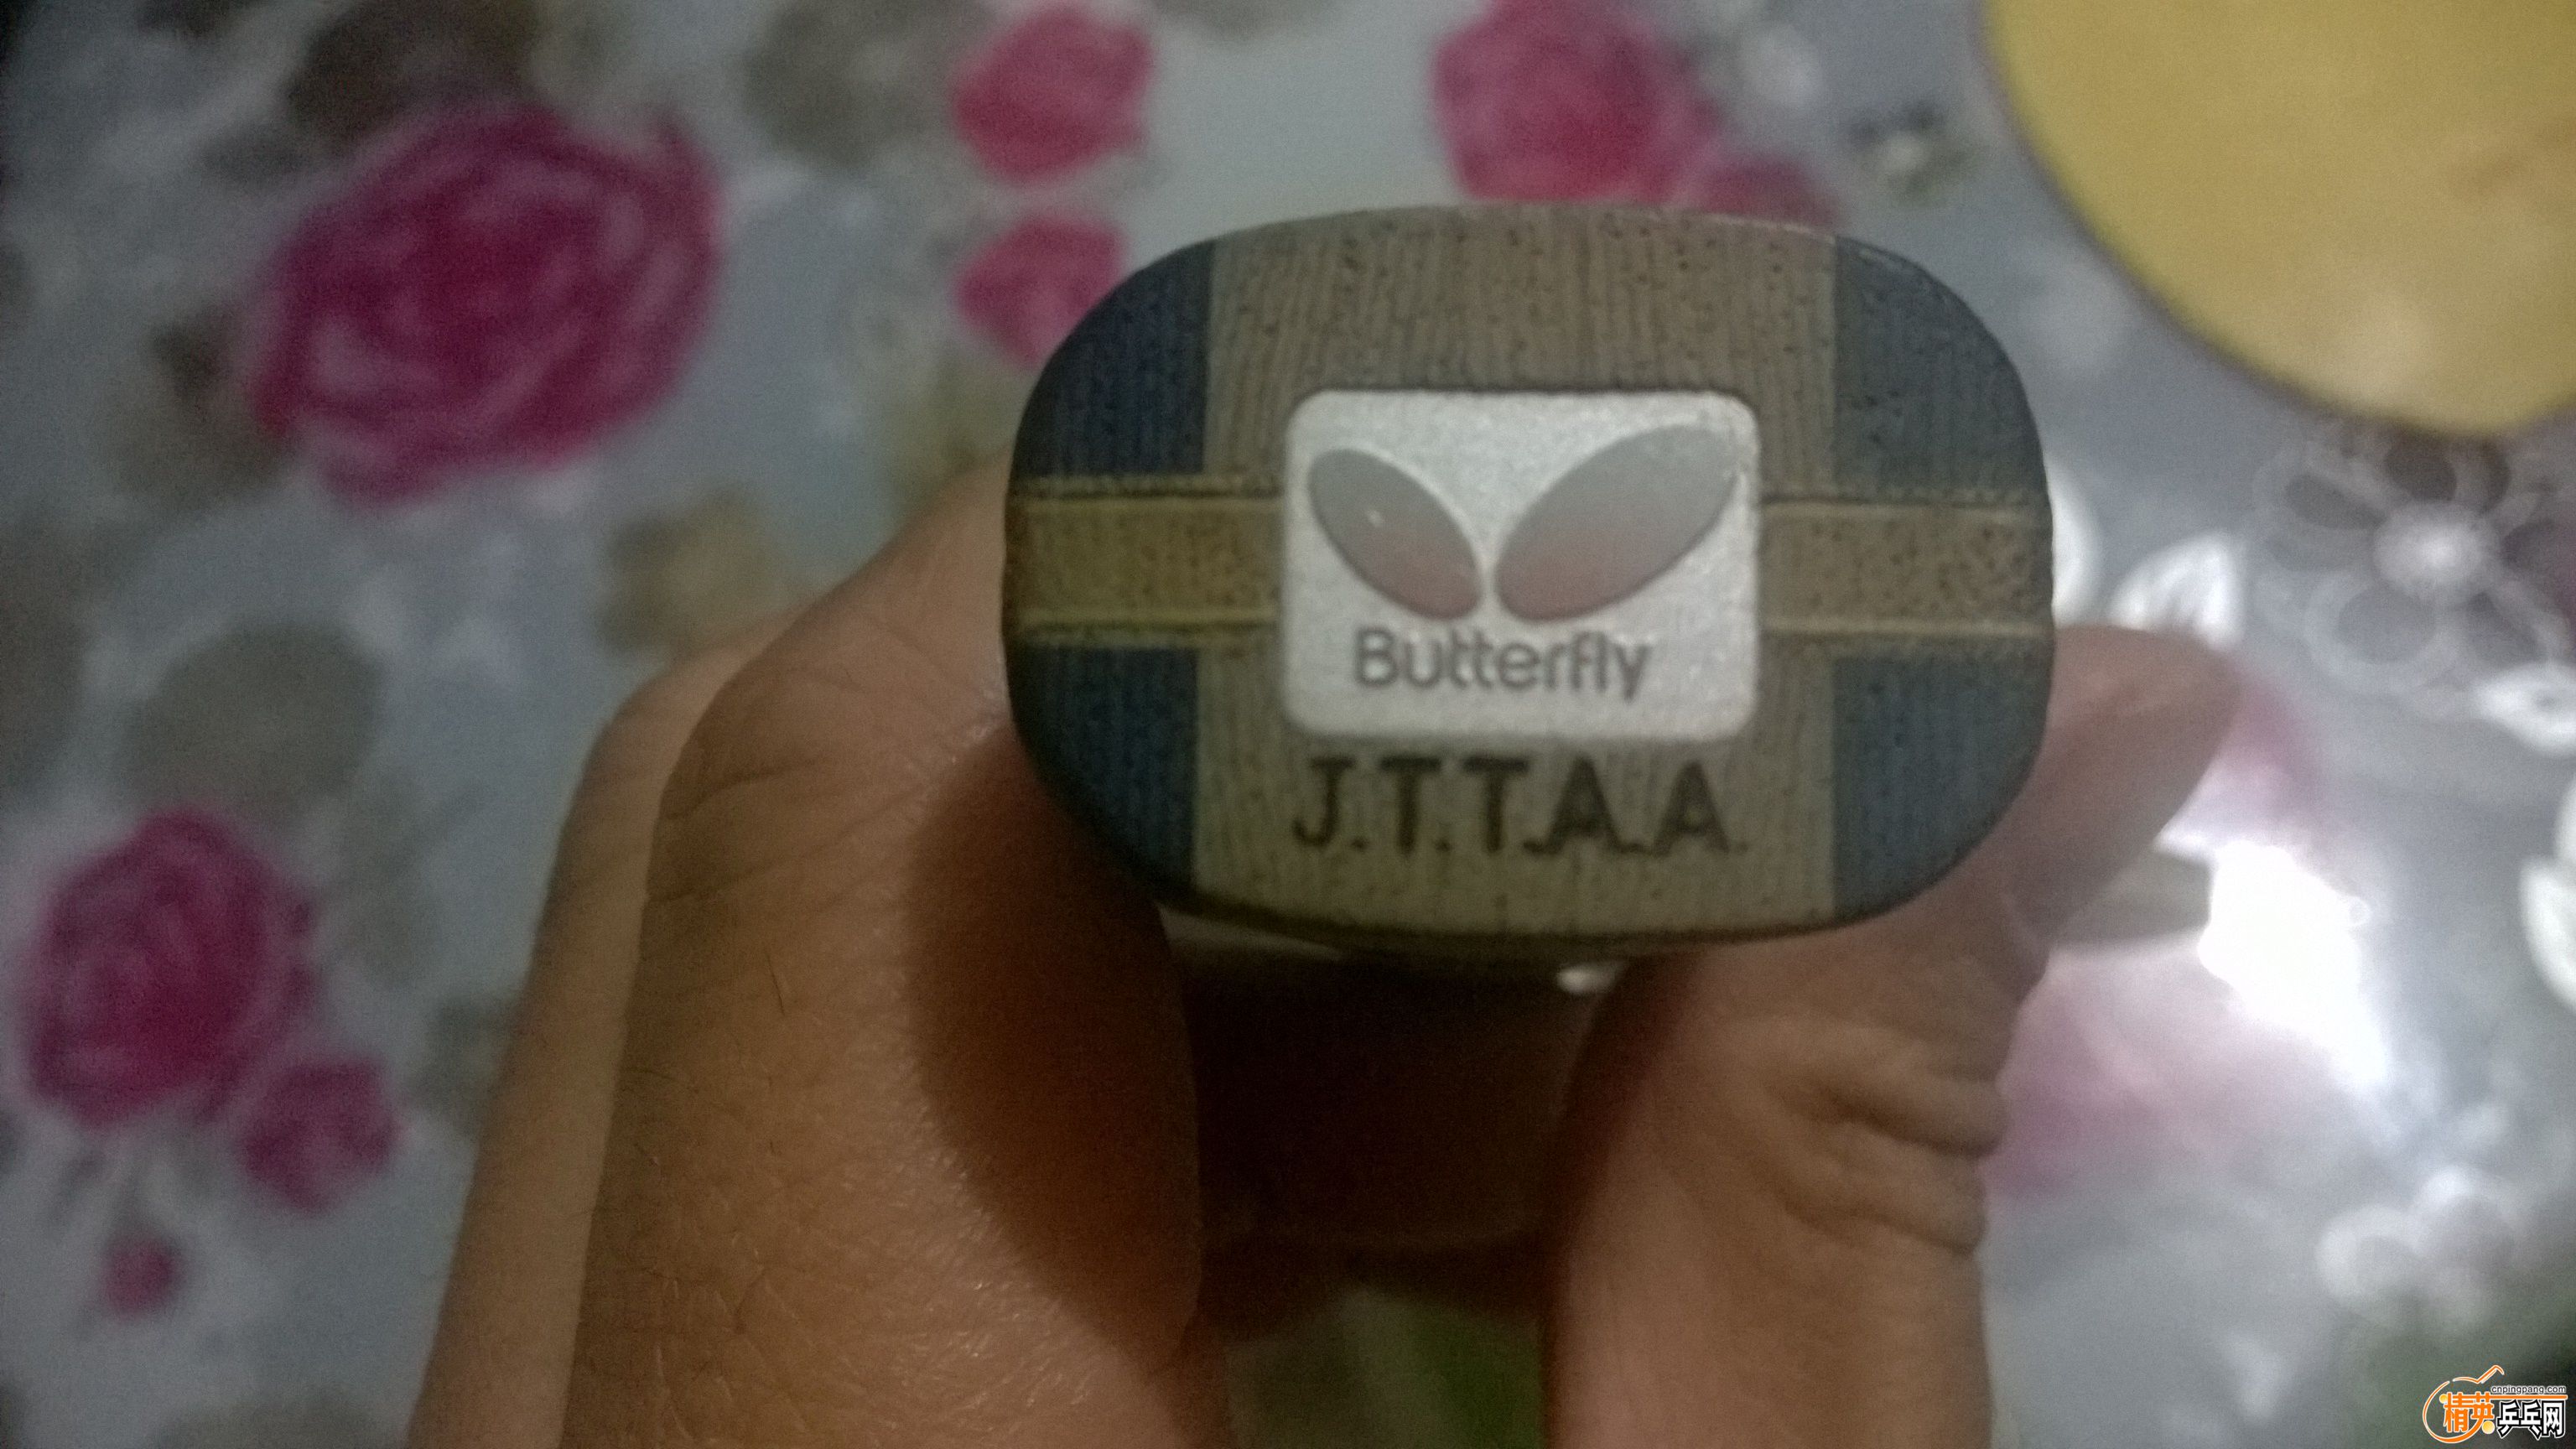 Butterfly
J.T.T.A.A.
cnpingpang.com
精英乒乓网